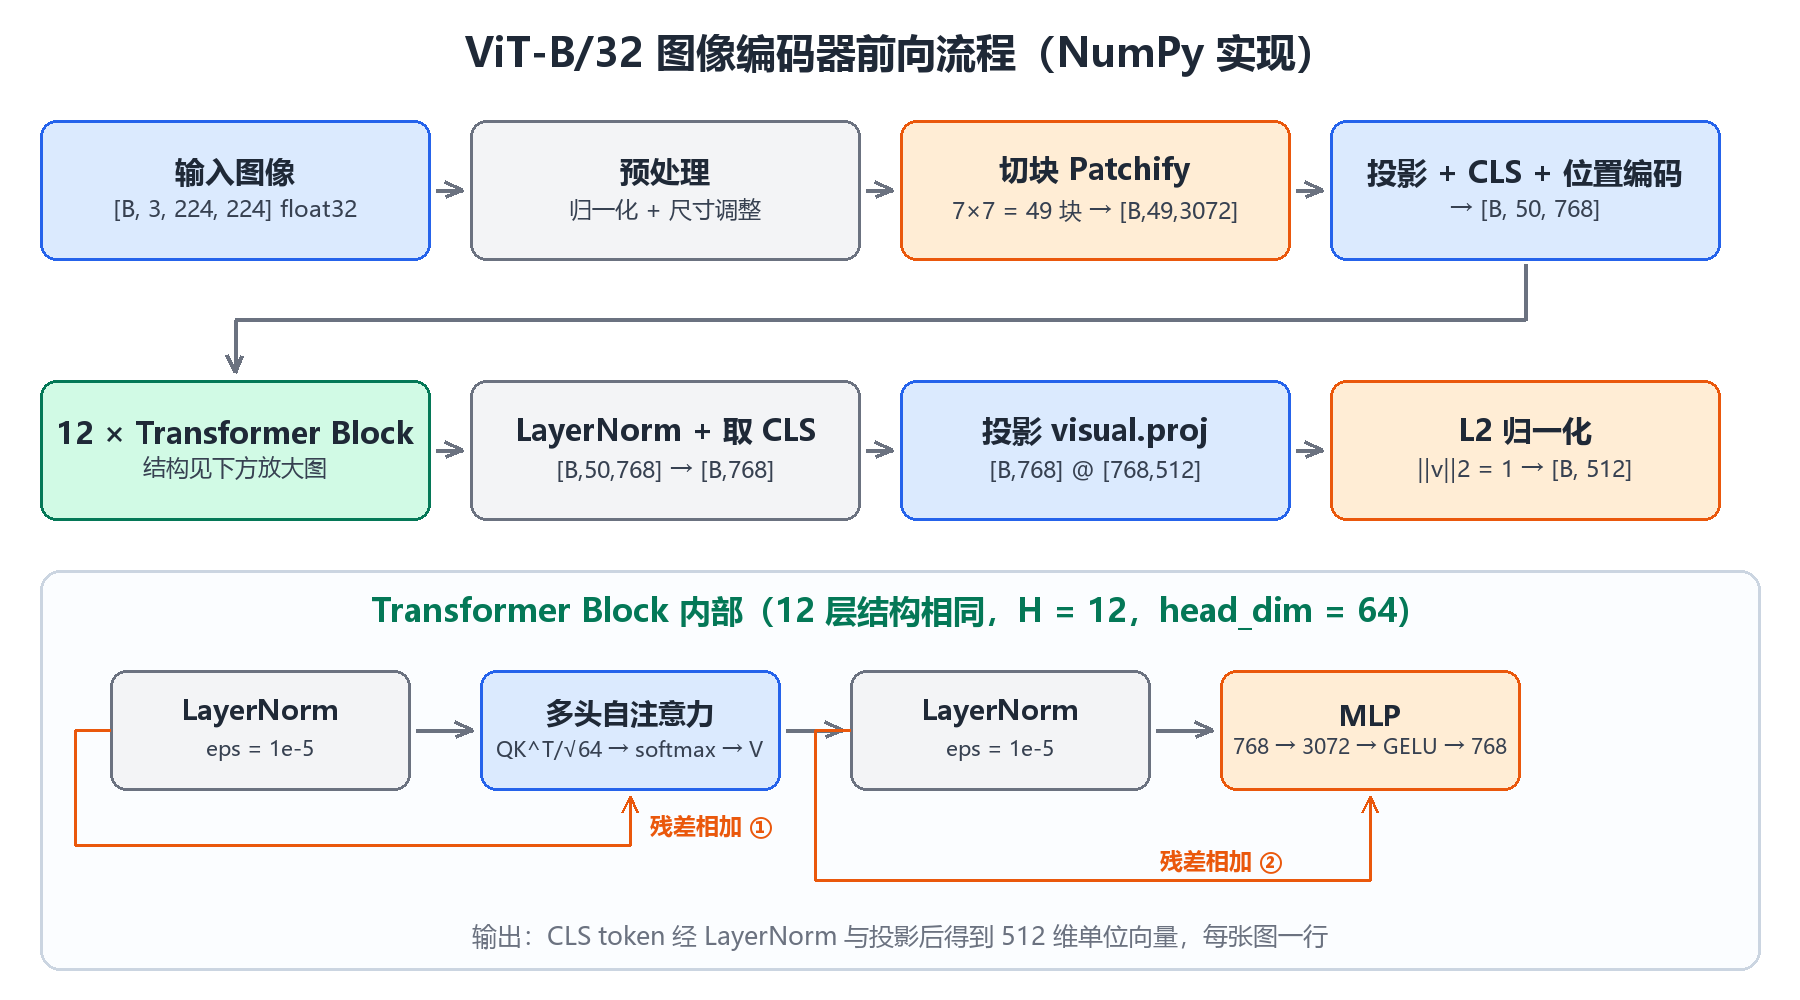 ViT-B/32 图像编码器前向流程（NumPy 实现）
输入图像
[B, 3, 224, 224] float32
预处理
归一化 + 尺寸调整
切块 Patchify
7×7 = 49 块 → [B,49,3072]
投影 + CLS + 位置编码
→ [B, 50, 768]
12 × Transformer Block
结构见下方放大图
LayerNorm + 取 CLS
[B,50,768] → [B,768]
投影 visual.proj
[B,768] @ [768,512]
L2 归一化
||v||2 = 1 → [B, 512]
Transformer Block 内部（12 层结构相同，H = 12，head_dim = 64）
LayerNorm
eps = 1e-5
多头自注意力
QK^T/√64 → softmax → V
LayerNorm
eps = 1e-5
MLP
768 → 3072 → GELU → 768
残差相加 ①
残差相加 ②
输出：CLS token 经 LayerNorm 与投影后得到 512 维单位向量，每张图一行